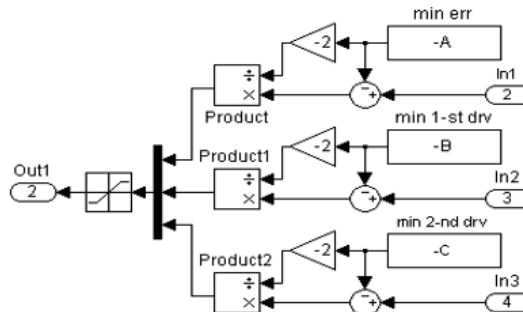 min err
-2
-A
÷
×
-+
In1
2
Product
min 1-st drv
-2
-B
Product1
÷
×
-+
In2
3
Out1
2
min 2-nd drv
-2
-C
Product2
÷
×
-+
In3
4